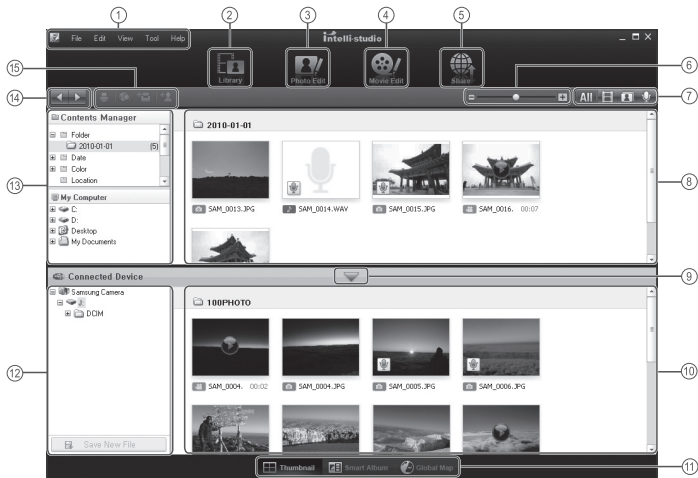 ① ② ③ ④ ⑤
File Edit View Tool Help
intelli-studio
Library Photo Edit Movie Edit Share
⑮ ⑥
⑭ All ⑦
Contents Manager
Folder
2010-01-01 (5)
Date
Color
Location
⑬
My Computer
C:
D:
Desktop
My Documents
2010-01-01
SAM_0013.JPG SAM_0014.WAV SAM_0015.JPG SAM_0016. 00:07
⑧
Connected Device ⑨
Samsung Camera
J:
DCIM
⑫
Save New File
100PHOTO
SAM_0004. 00:02 SAM_0004.JPG SAM_0005.JPG SAM_0006.JPG
⑩
Thumbnail Smart Album Global Map ⑪